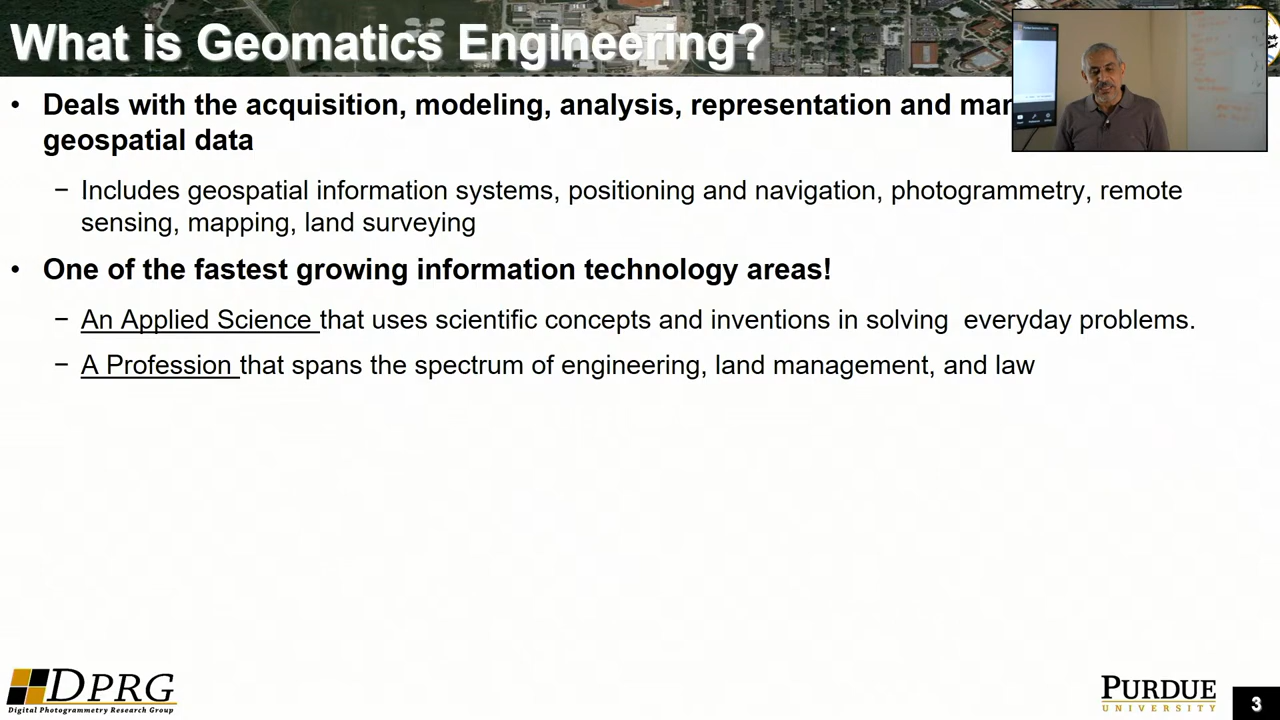 What is Geomatics Engineering?
• Deals with the acquisition, modeling, analysis, representation and
geospatial data
− Includes geospatial information systems, positioning and navigation, photogrammetry, remote
sensing, mapping, land surveying
• One of the fastest growing information technology areas!
− An Applied Science that uses scientific concepts and inventions in solving everyday problems.
− A Profession that spans the spectrum of engineering, land management, and law
DPRG
Digital Photogrammetry Research Group
PURDUE
UNIVERSITY
3